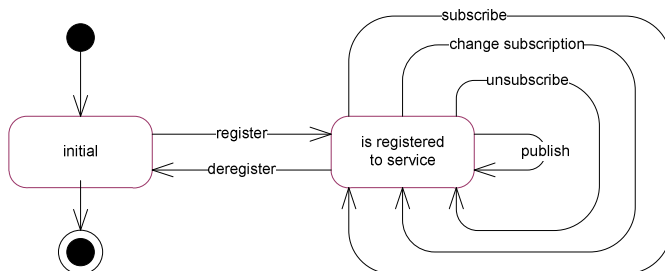 subscribe
change subscription
unsubscribe
register
initial
is registered
to service
publish
deregister